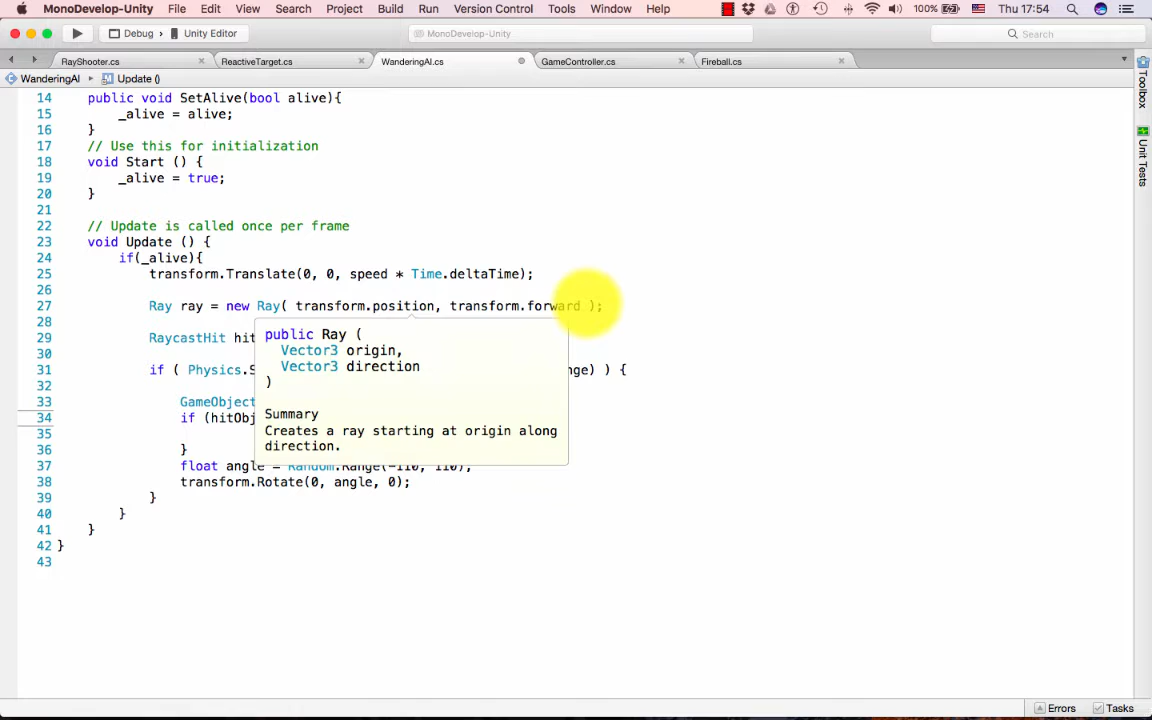 MonoDevelop-Unity File Edit View Search Project Build Run Version Control Tools Window Help 100% Thu 17:54
Debug › Unity Editor MonoDevelop-Unity Search
RayShooter.cs × ReactiveTarget.cs × WanderingAI.cs GameController.cs × Fireball.cs ×
WanderingAI ▸ Update ()
14 public void SetAlive(bool alive){
15 _alive = alive;
16 }
17 // Use this for initialization
18 void Start () {
19 _alive = true;
20 }
21
22 // Update is called once per frame
23 void Update () {
24 if(_alive){
25 transform.Translate(0, 0, speed * Time.deltaTime);
26
27 Ray ray = new Ray( transform.position, transform.forward );
28
29 RaycastHit hit
30
31 if ( Physics.S nge) ) {
32
33 GameObject
34 if (hitObj
35
36 }
37 float angle = Random.Range(-110, 110);
38 transform.Rotate(0, angle, 0);
39 }
40 }
41 }
42 }
43
public Ray (
Vector3 origin,
Vector3 direction
)
Summary
Creates a ray starting at origin along
direction.
Toolbox
Unit Tests
Errors Tasks